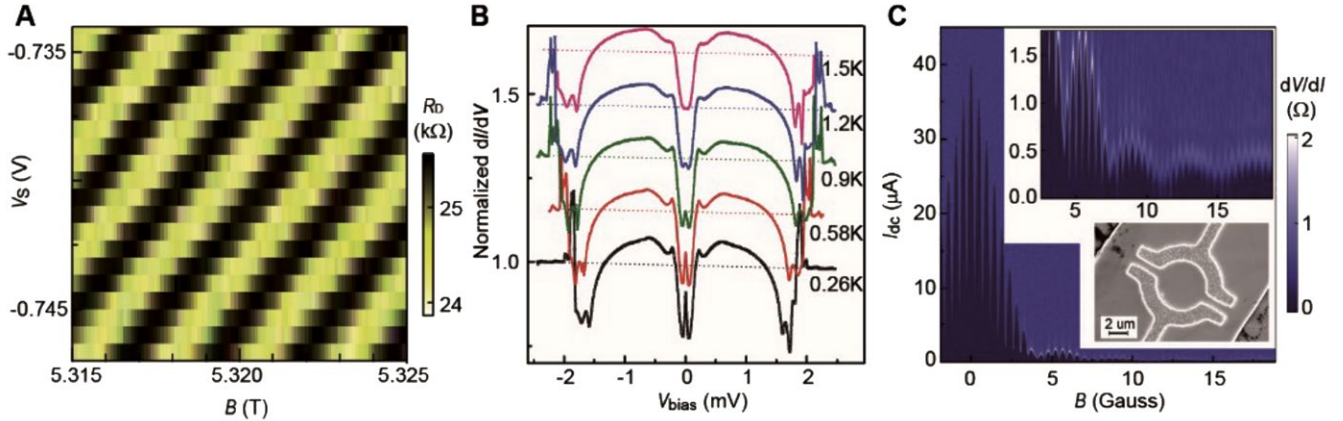 A
-0.735
-0.745
VS (V)
5.315
5.320
5.325
B (T)
RD
(kΩ)
25
24
B
Normalized dI/dV
1.5
1.0
1.5K
1.2K
0.9K
0.58K
0.26K
-2
-1
0
1
2
Vbias (mV)
C
Idc (μA)
40
30
20
10
0
1.5
1.0
0.5
0.0
5
10
15
2 um
0
5
10
15
B (Gauss)
dV/dI
(Ω)
2
1
0